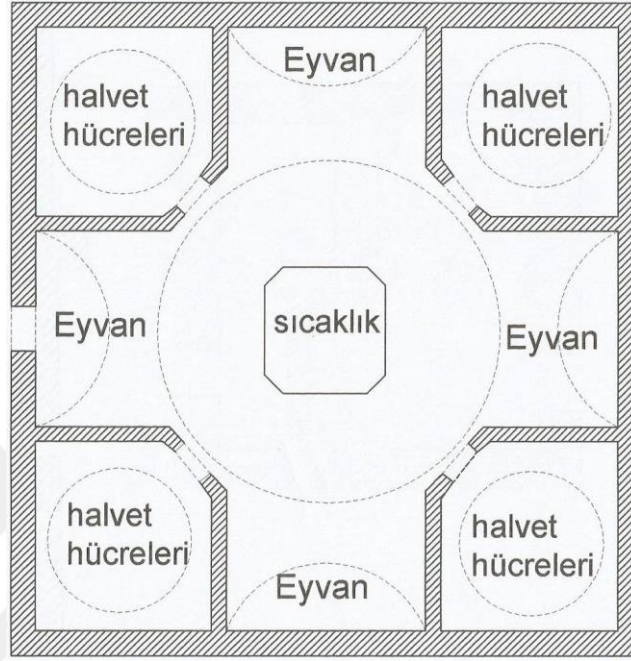 Eyvan
halvet
hücreleri
halvet
hücreleri
Eyvan
sıcaklık
Eyvan
halvet
hücreleri
halvet
hücreleri
Eyvan